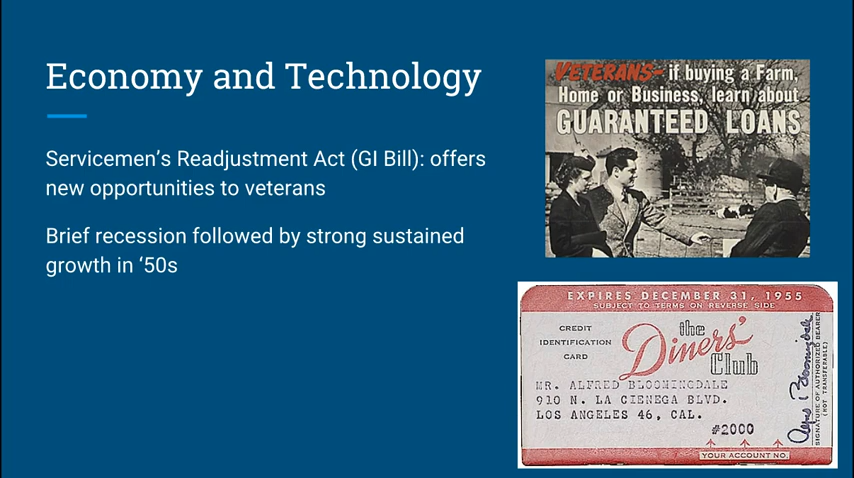 Economy and Technology
Servicemen’s Readjustment Act (GI Bill): offers
new opportunities to veterans
Brief recession followed by strong sustained
growth in ‘50s
VETERANS- if buying a Farm,
Home or Business, learn about
GUARANTEED LOANS
EXPIRES DECEMBER 31, 1955
SUBJECT TO TERMS ON REVERSE SIDE
CREDIT
IDENTIFICATION
CARD
the
Diners'
Club
MR. ALFRED BLOOMINGDALE
910 N. LA CIENEGA BLVD.
LOS ANGELES 46, CAL.
#2000
YOUR ACCOUNT NO.
SIGNATURE OF AUTHORIZED BEARER
(NOT TRANSFERABLE)